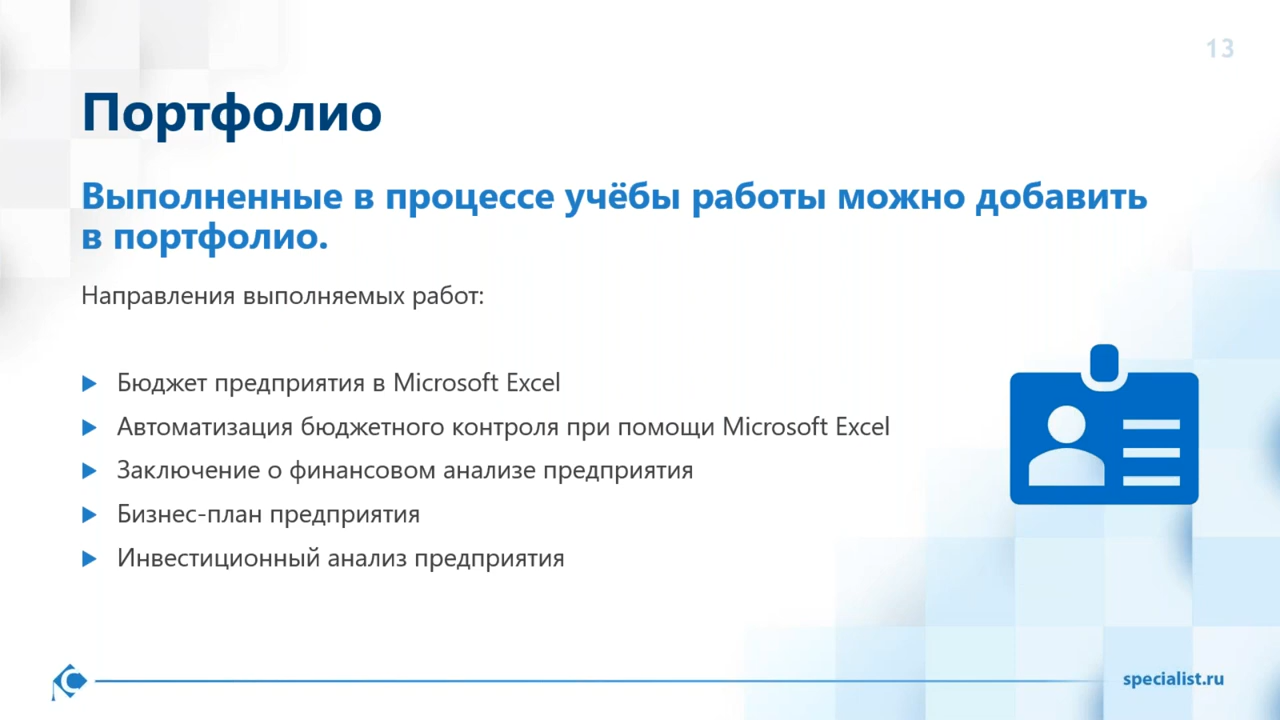 13
Портфолио
Выполненные в процессе учёбы работы можно добавить
в портфолио.
Направления выполняемых работ:
Бюджет предприятия в Microsoft Excel
Автоматизация бюджетного контроля при помощи Microsoft Excel
Заключение о финансовом анализе предприятия
Бизнес-план предприятия
Инвестиционный анализ предприятия
specialist.ru